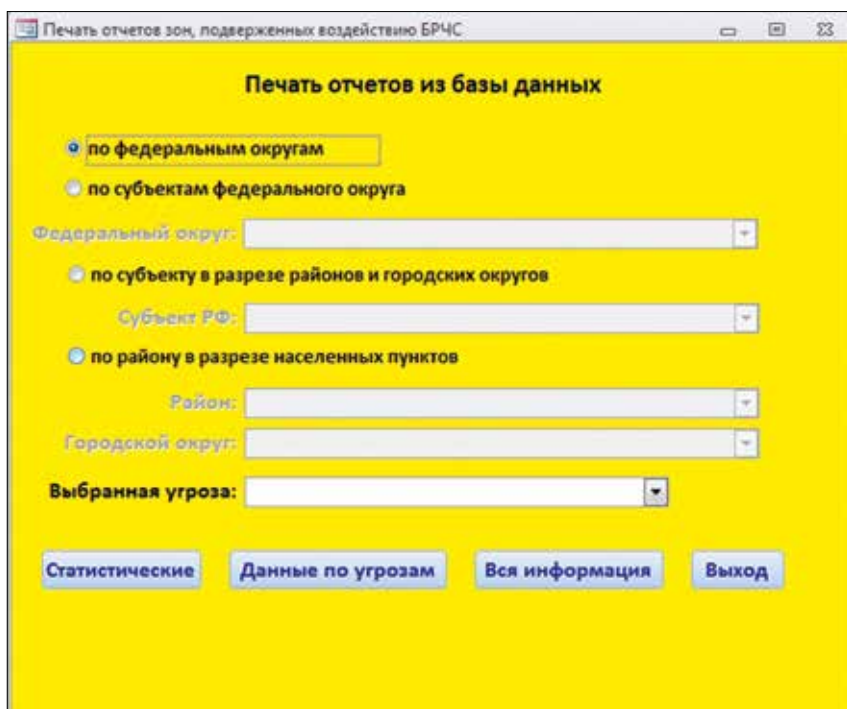 Печать отчетов зон, подверженных воздействию БРЧС
Печать отчетов из базы данных
по федеральным округам
по субъектам федерального округа
Федеральный округ:
по субъекту в разрезе районов и городских округов
Субъект РФ:
по району в разрезе населенных пунктов
Район:
Городской округ:
Выбранная угроза:
Статистические Данные по угрозам Вся информация Выход